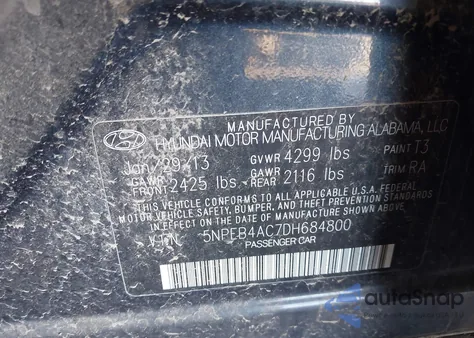 MANUFACTURED BY
HYUNDAI MOTOR MANUFACTURING ALABAMA, LLC
Jan / 29 / 13 GVWR 4299 lbs PAINT T3
GAWR FRONT 2425 lbs. GAWR REAR 2116 lbs TRIM RA
THIS VEHICLE CONFORMS TO ALL APPLICABLE U.S.A. FEDERAL
MOTOR VEHICLE SAFETY, BUMPER, AND THEFT PREVENTION STANDARDS
IN EFFECT ON THE DATE OF MANUFACTURE SHOWN ABOVE.
VIN 5NPEB4AC7DH684800
PASSENGER CAR
autoSnap